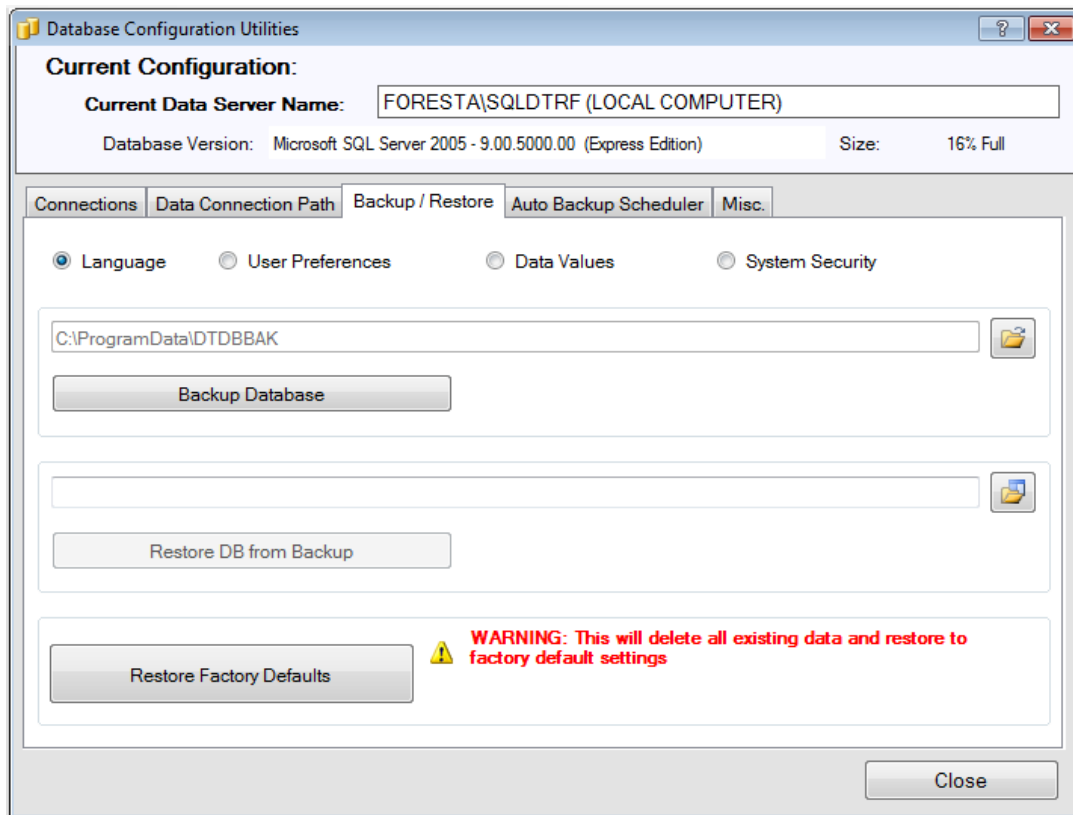 Database Configuration Utilities
?
Current Configuration:
Current Data Server Name: FORESTA\SQLDTRF (LOCAL COMPUTER)
Database Version: Microsoft SQL Server 2005 - 9.00.5000.00 (Express Edition) Size: 16% Full
Connections Data Connection Path Backup / Restore Auto Backup Scheduler Misc.
Language User Preferences Data Values System Security
C:\ProgramData\DTDBBAK
Backup Database
Restore DB from Backup
WARNING: This will delete all existing data and restore to
factory default settings
Restore Factory Defaults
Close